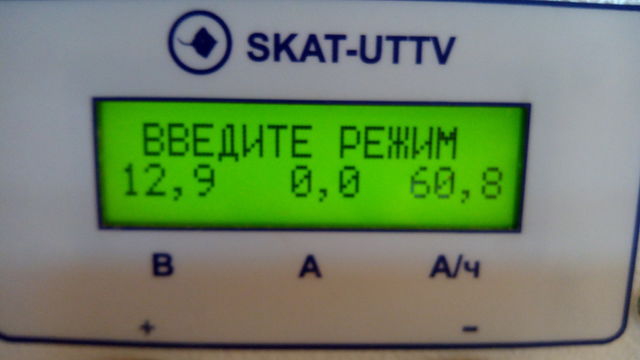 SKAT-UTTV
ВВЕДИТЕ РЕЖИМ
12,9 0,0 60,8
В А А/ч
+ −